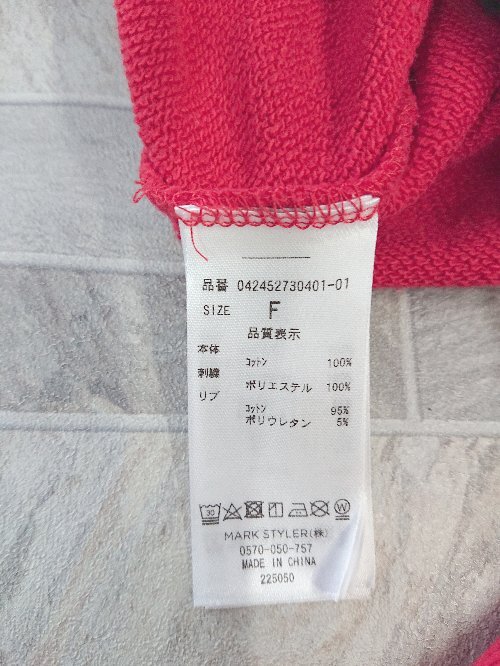 品番 042452730401-01
SIZE F
品質表示
本体 コットン 100%
刺繍 ポリエステル 100%
リブ コットン 95%
ポリウレタン 5%
MARK STYLER(株)
0570-050-757
MADE IN CHINA
225050